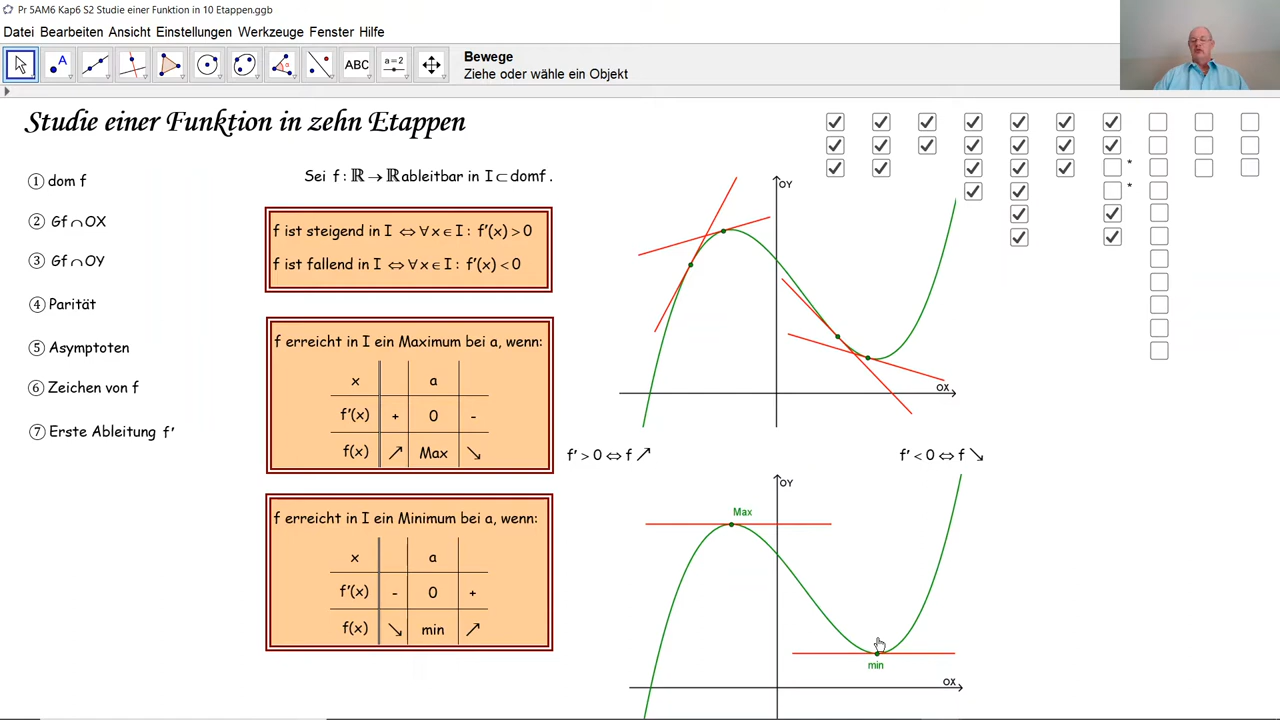 Pr 5AM6 Kap6 S2 Studie einer Funktion in 10 Etappen.ggb
Datei Bearbeiten Ansicht Einstellungen Werkzeuge Fenster Hilfe
A
ABC
a=2
Bewege
Ziehe oder wähle ein Objekt
Studie einer Funktion in zehn Etappen
① dom f
② Gf∩OX
③ Gf∩OY
④ Parität
⑤ Asymptoten
⑥ Zeichen von f
⑦ Erste Ableitung f'
Sei f : ℝ → ℝ ableitbar in I ⊂ domf .
f ist steigend in I ⇔ ∀ x ∈ I : f'(x) > 0
f ist fallend in I ⇔ ∀ x ∈ I : f'(x) < 0
f erreicht in I ein Maximum bei a, wenn:
x a
f'(x) + 0 -
f(x) ↗ Max ↘
f erreicht in I ein Minimum bei a, wenn:
x a
f'(x) - 0 +
f(x) ↘ min ↗
OY
OX
f' > 0 ⇔ f ↗
f' < 0 ⇔ f ↘
OY
Max
min
OX
*
*